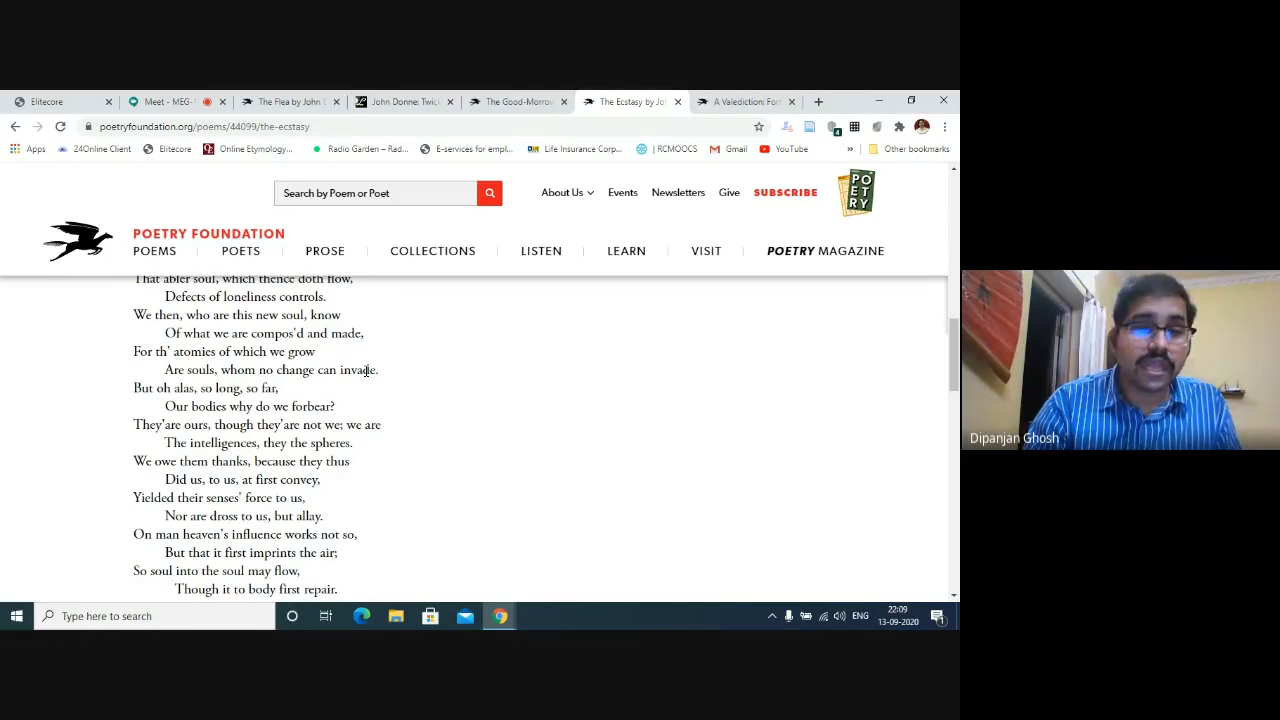 Elitecore
Meet - MEG-
The Flea by John D
John Donne: Twick
The Good-Morrow
The Ecstasy by Jo
A Valediction: For
poetryfoundation.org/poems/44099/the-ecstasy
4
Apps
24Online Client
Elitecore
Online Etymology...
Radio Garden – Rad...
E-services for empl...
Life Insurance Corp...
| RCMOOCS
Gmail
YouTube
»
Other bookmarks
Search by Poem or Poet
About Us
Events
Newsletters
Give
SUBSCRIBE
PO
ET
RY
POETRY FOUNDATION
POEMS
POETS
PROSE
COLLECTIONS
LISTEN
LEARN
VISIT
POETRY MAGAZINE
That abler soul, which thence doth flow,
Defects of loneliness controls.
We then, who are this new soul, know
Of what we are compos'd and made,
For th' atomies of which we grow
Are souls, whom no change can invade.
But oh alas, so long, so far,
Our bodies why do we forbear?
They'are ours, though they'are not we; we are
The intelligences, they the spheres.
We owe them thanks, because they thus
Did us, to us, at first convey,
Yielded their senses' force to us,
Nor are dross to us, but allay.
On man heaven's influence works not so,
But that it first imprints the air;
So soul into the soul may flow,
Though it to body first repair.
Dipanjan Ghosh
Type here to search
ENG
22:09
13-09-2020
1